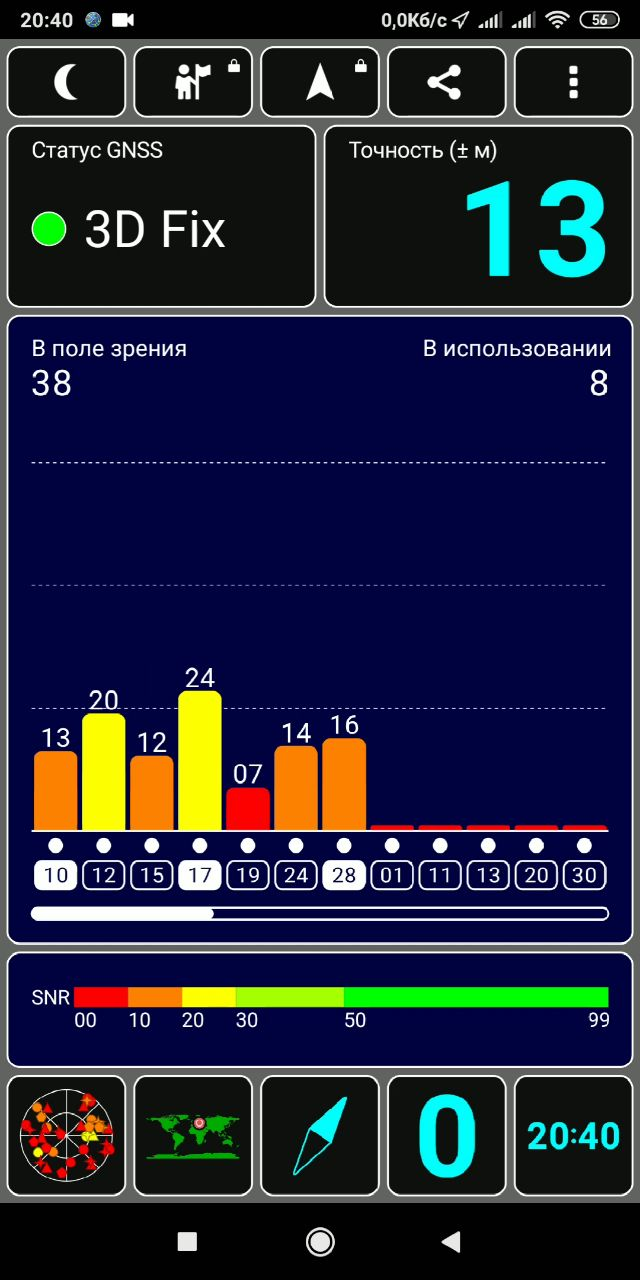 20:40 0,0Кб/с 56
Статус GNSS
3D Fix
Точность (± м)
13
В поле зрения
38
В использовании
8
13 20 12 24 07 14 16
10 12 15 17 19 24 28 01 11 13 20 30
SNR
00 10 20 30 50 99
0
20:40